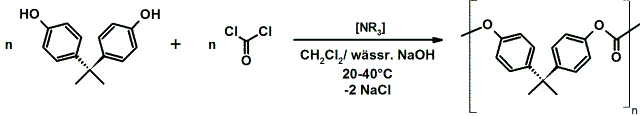 HO OH
n + n Cl Cl
O
[NR3]
CH2Cl2/ wässr. NaOH
20-40°C
-2 NaCl
O O O
n